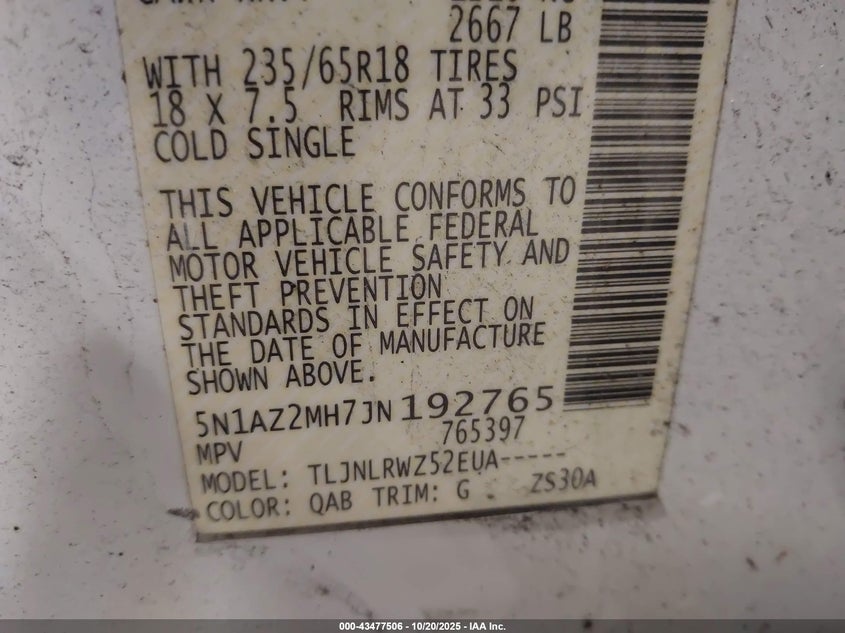 2667 LB
WITH 235/65R18 TIRES
18 X 7.5 RIMS AT 33 PSI
COLD SINGLE
THIS VEHICLE CONFORMS TO
ALL APPLICABLE FEDERAL
MOTOR VEHICLE SAFETY AND
THEFT PREVENTION
STANDARDS IN EFFECT ON
THE DATE OF MANUFACTURE
SHOWN ABOVE.
5N1AZ2MH7JN192765
MPV 765397
MODEL: TLJNLRWZ52EUA-----
COLOR: QAB TRIM: G ZS30A
000-43477506 | 10/20/2025 - IAA Inc.